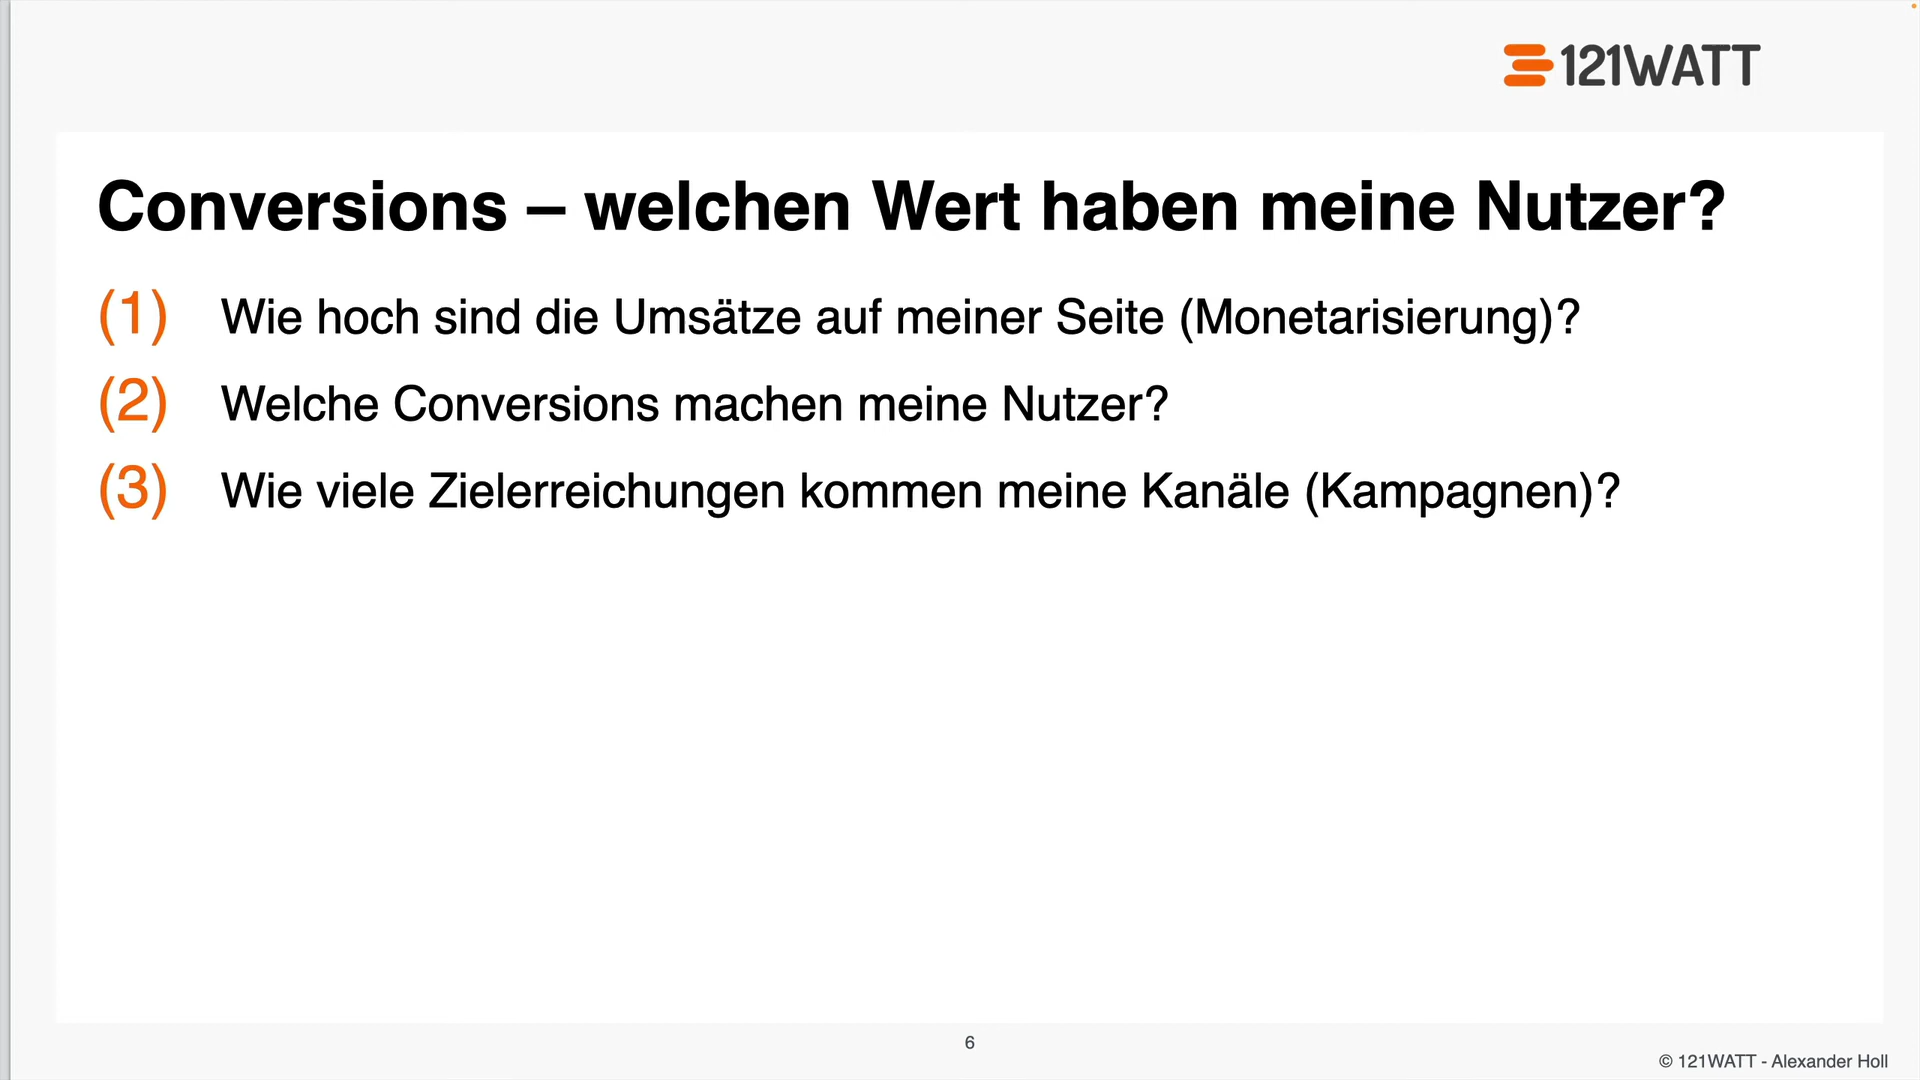 121WATT
Conversions – welchen Wert haben meine Nutzer?
(1) Wie hoch sind die Umsätze auf meiner Seite (Monetarisierung)?
(2) Welche Conversions machen meine Nutzer?
(3) Wie viele Zielerreichungen kommen meine Kanäle (Kampagnen)?
6
© 121WATT - Alexander Holl